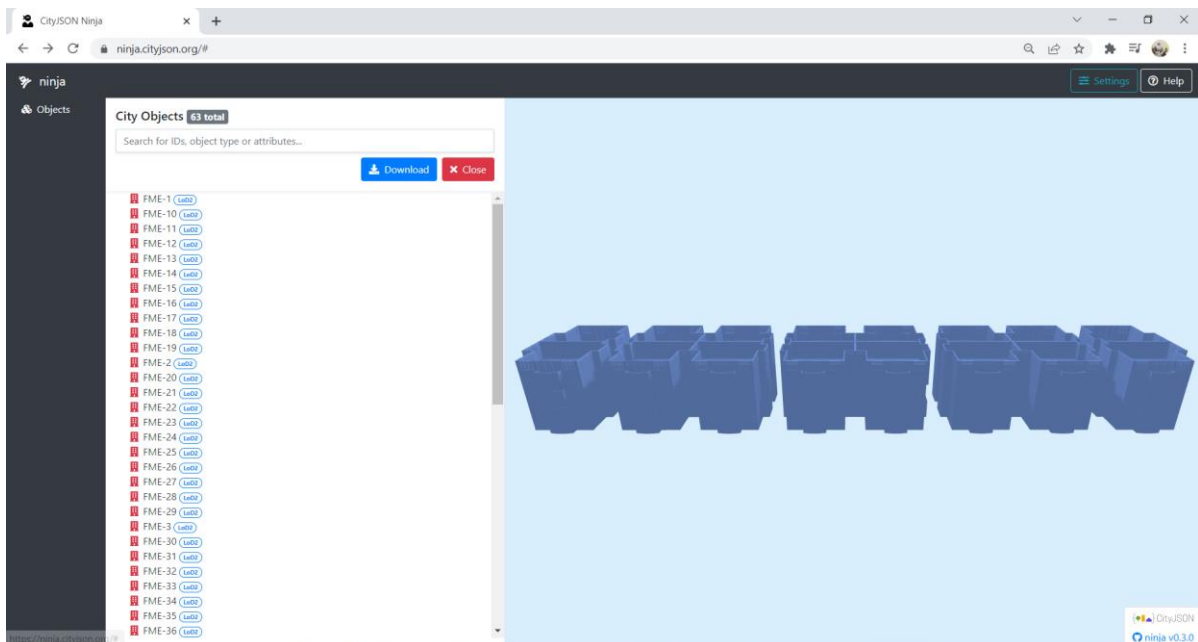 CityJSON Ninja
ninja.cityjson.org/#
ninja
Settings
Help
Objects
City Objects 63 total
Search for IDs, object type or attributes...
Download
Close
FME-1 LoD2
FME-10 LoD2
FME-11 LoD2
FME-12 LoD2
FME-13 LoD2
FME-14 LoD2
FME-15 LoD2
FME-16 LoD2
FME-17 LoD2
FME-18 LoD2
FME-19 LoD2
FME-2 LoD2
FME-20 LoD2
FME-21 LoD2
FME-22 LoD2
FME-23 LoD2
FME-24 LoD2
FME-25 LoD2
FME-26 LoD2
FME-27 LoD2
FME-28 LoD2
FME-29 LoD2
FME-3 LoD2
FME-30 LoD2
FME-31 LoD2
FME-32 LoD2
FME-33 LoD2
FME-34 LoD2
FME-35 LoD2
FME-36 LoD2
https://ninja.cityjson.org/#
CityJSON
ninja v0.3.0